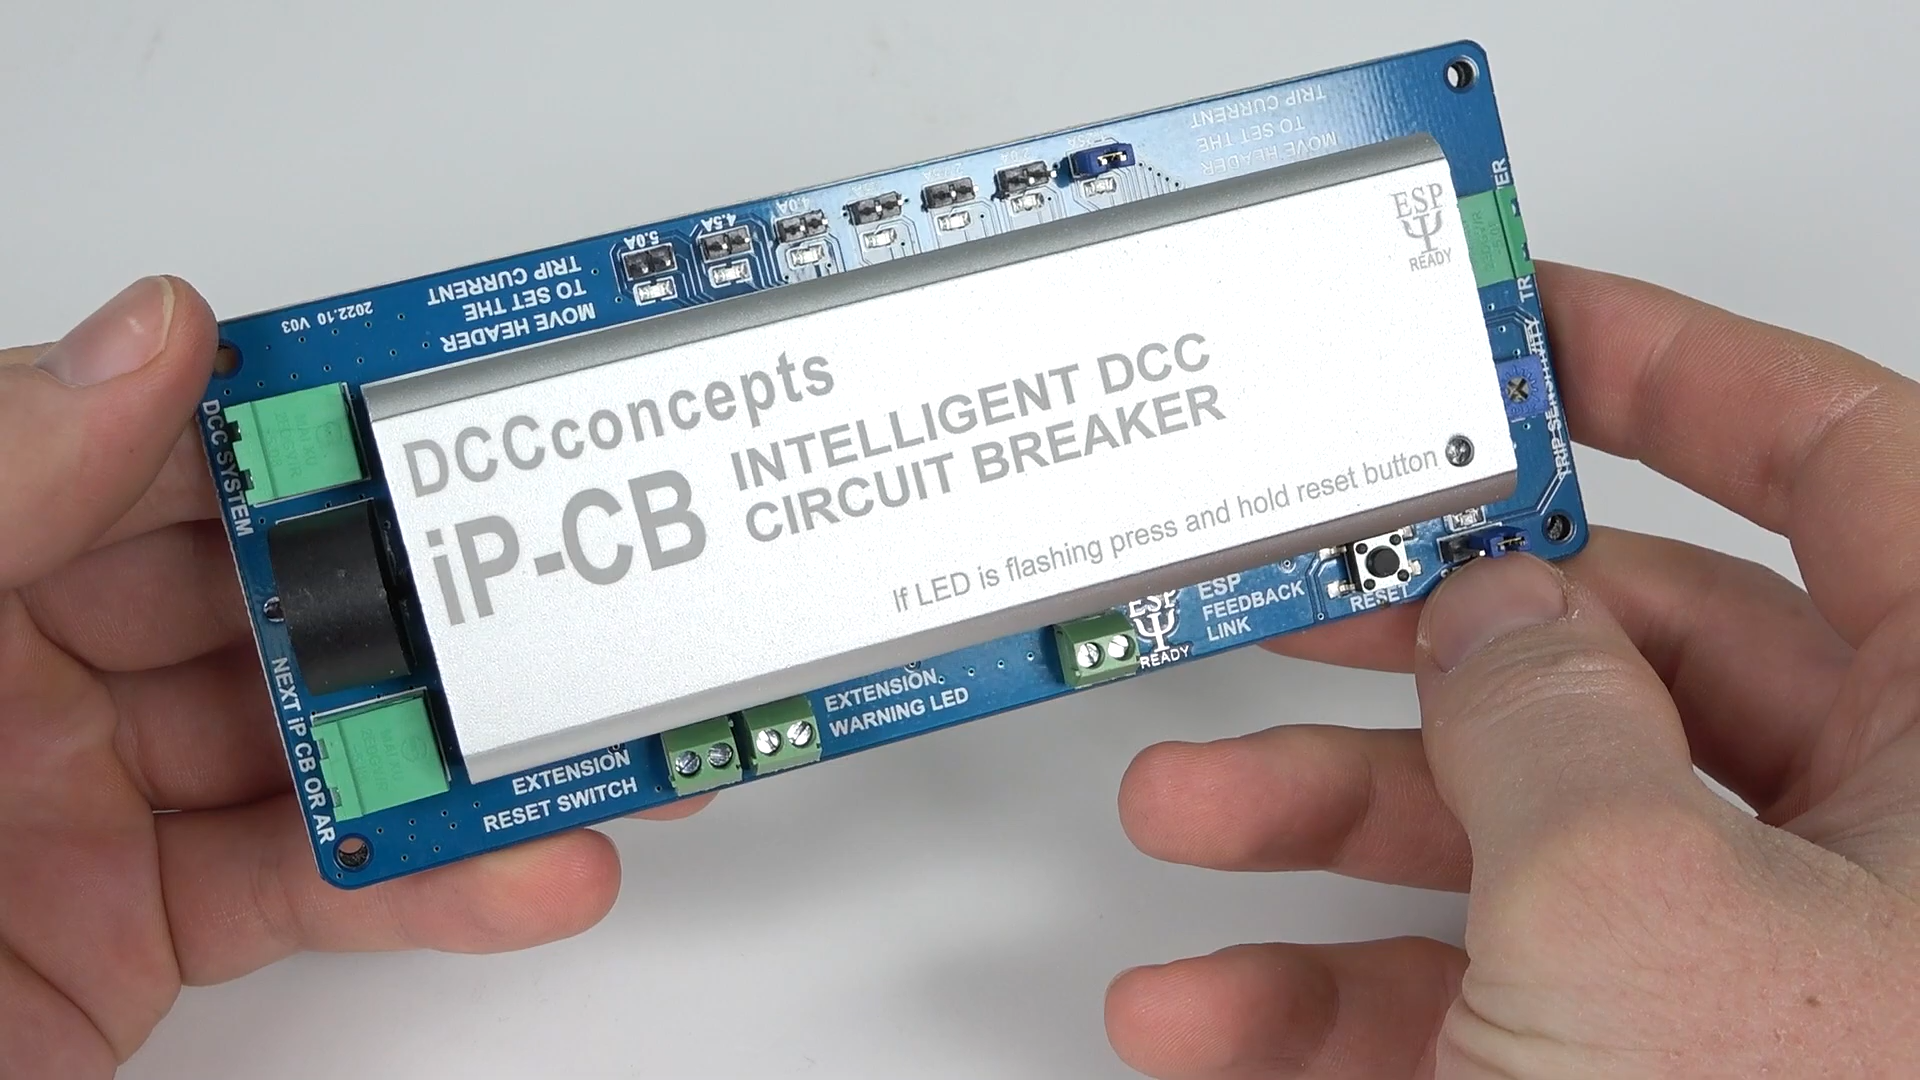 DCCconcepts
iP-CB
INTELLIGENT DCC
CIRCUIT BREAKER
If LED is flashing press and hold reset button
ESP
READY
MOVE HEADER
TO SET THE
TRIP CURRENT
2022.10 V03
5.0A
4.5A
4.0A
2.0A
MOVE HEADER
TO SET THE
TRIP CURRENT
DCC SYSTEM
NEXT iP CB OR AR
EXTENSION
RESET SWITCH
EXTENSION
WARNING LED
ESP
READY
ESP
FEEDBACK
LINK
RESET